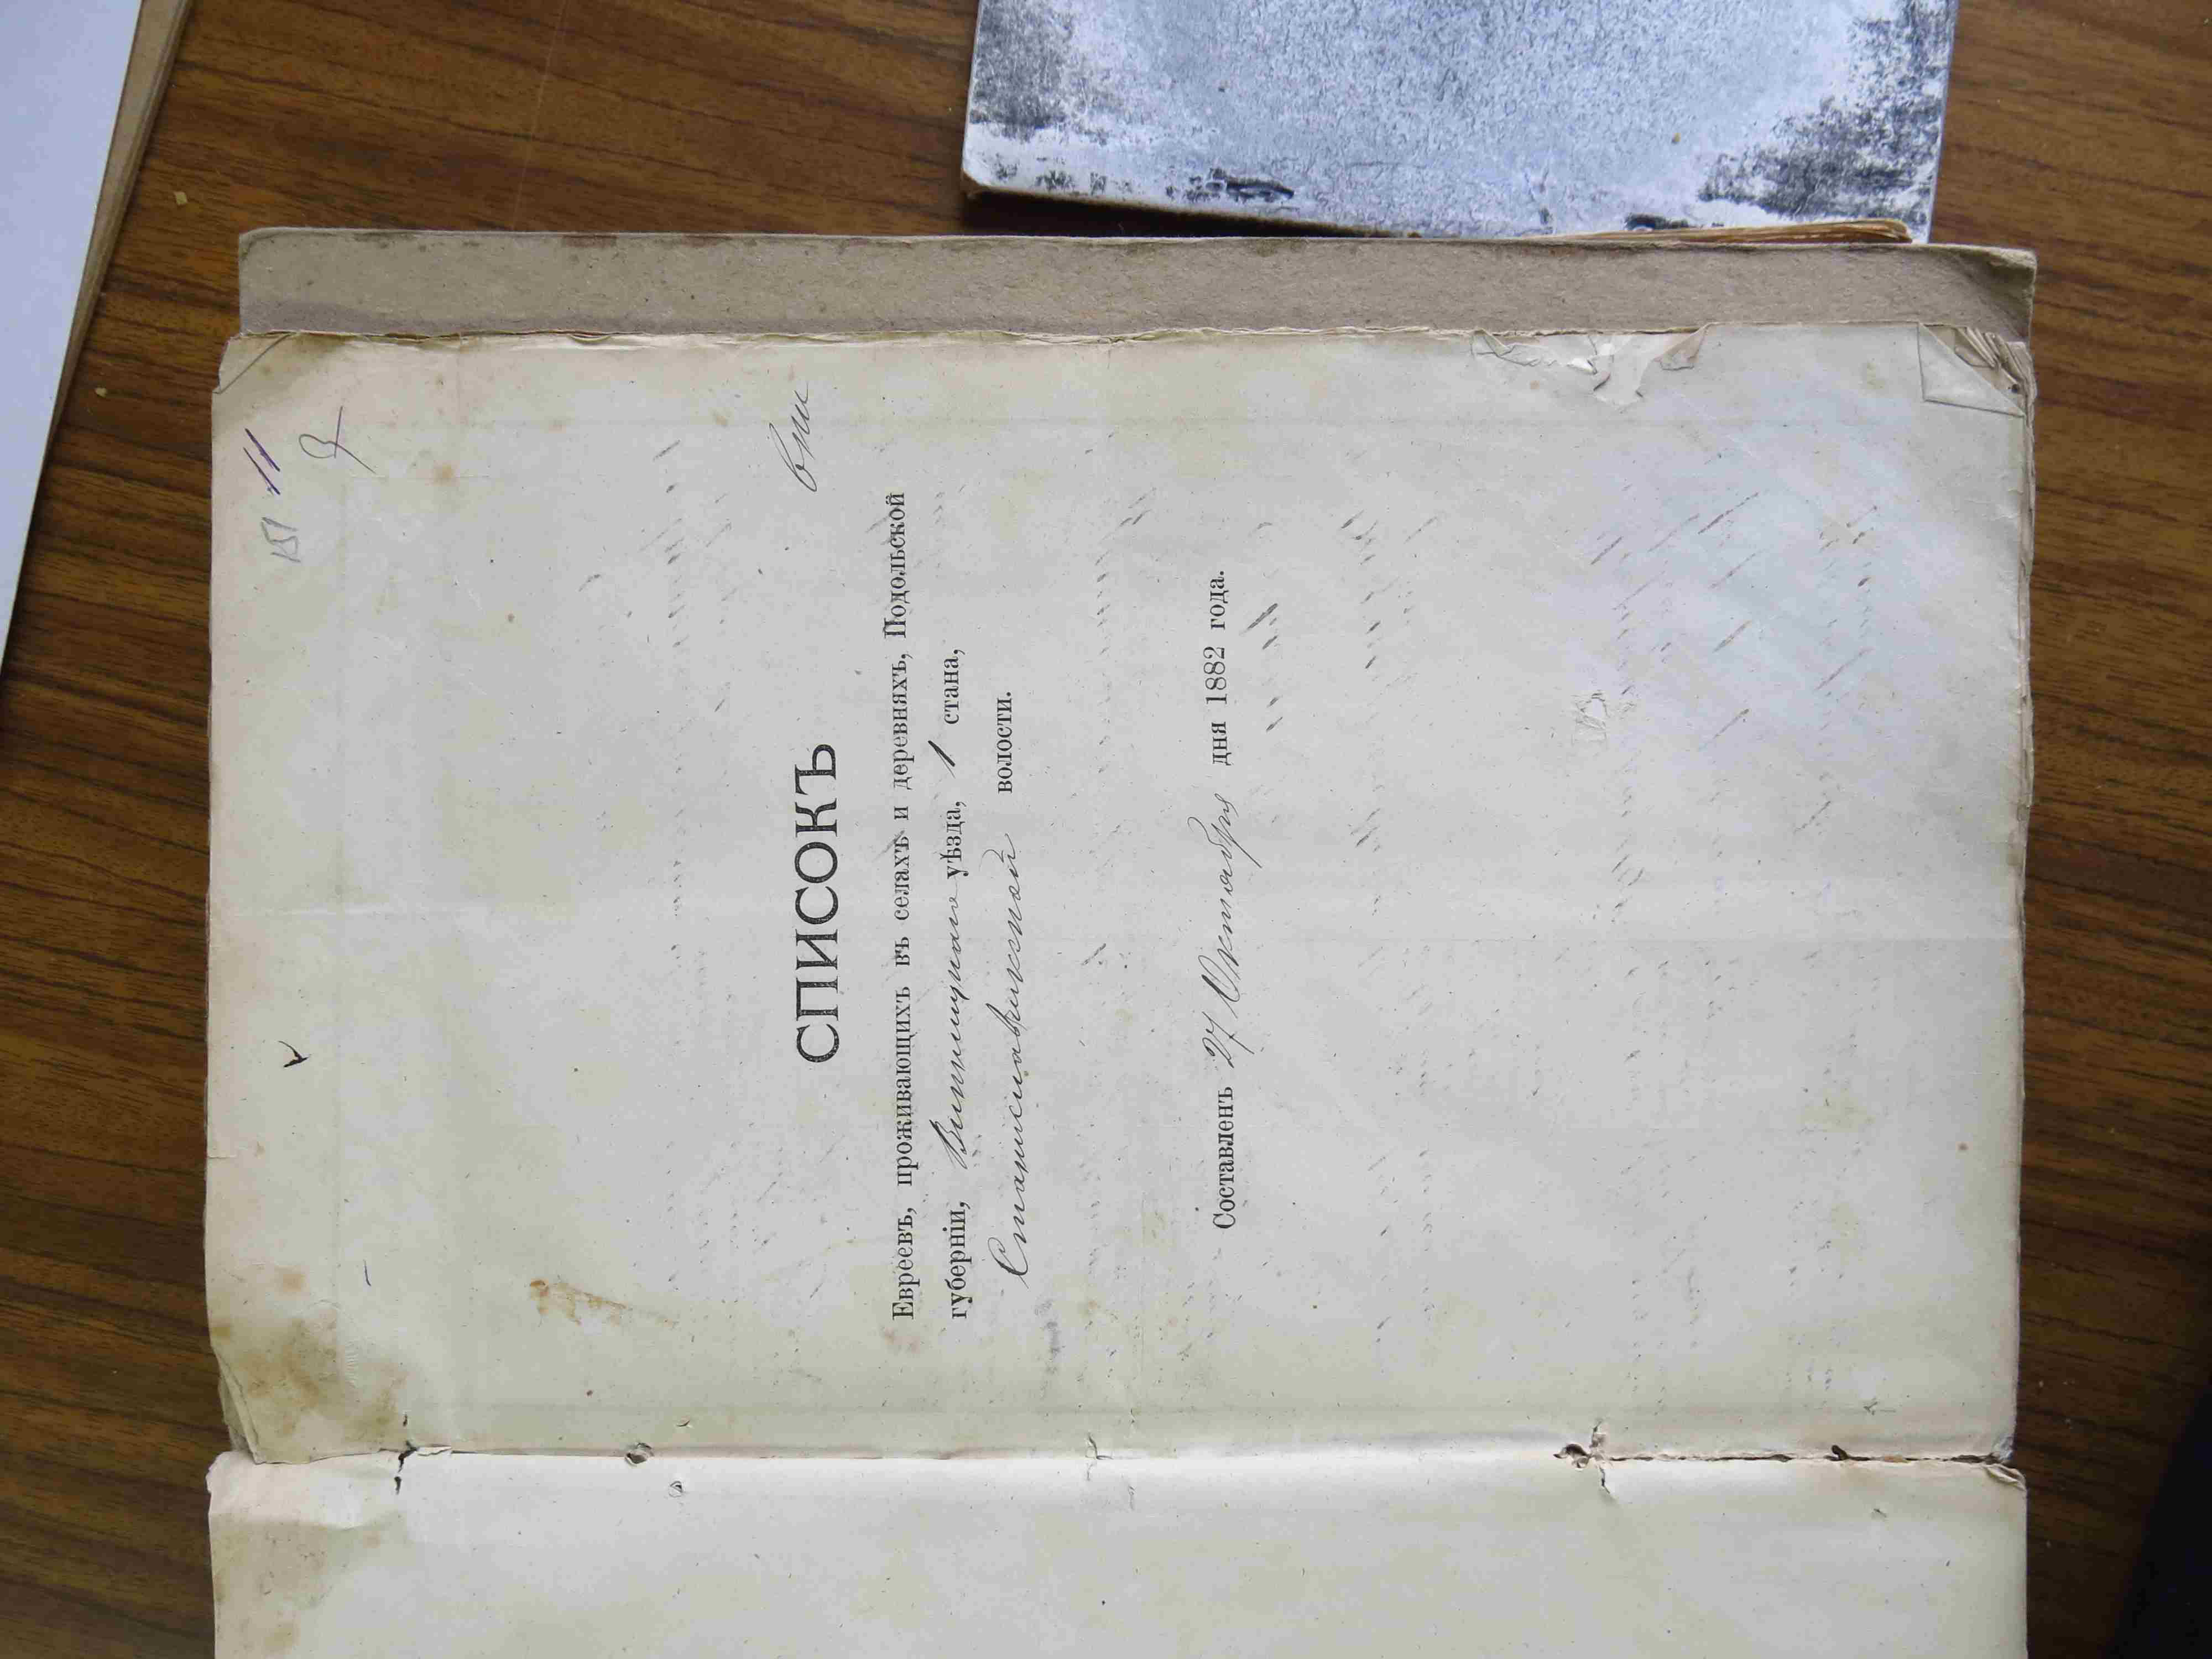 11
СПИСОКЪ
Евреевъ, проживающихъ въ селахъ и деревняхъ, Подольской
губерніи, Винницкаго уѣзда, 1 стана,
Станиславчикской волости.
Составленъ 27 Октября дня 1882 года.